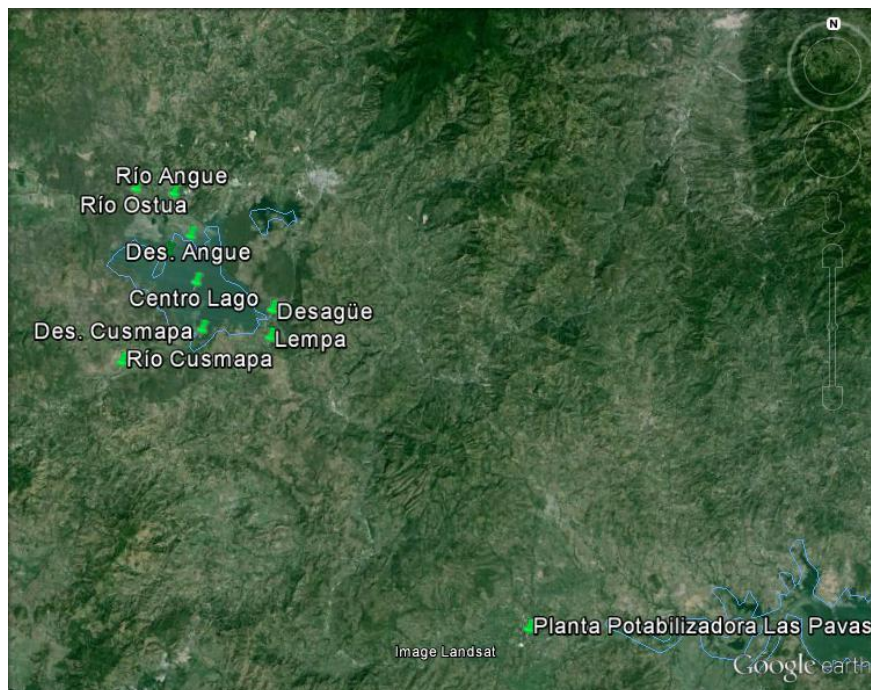 N
Río Angue
Río Ostua
Des. Angue
Centro Lago
Desagüe
Des. Cusmapa
Lempa
Río Cusmapa
Planta Potabilizadora Las Pavas
Image Landsat
Google earth